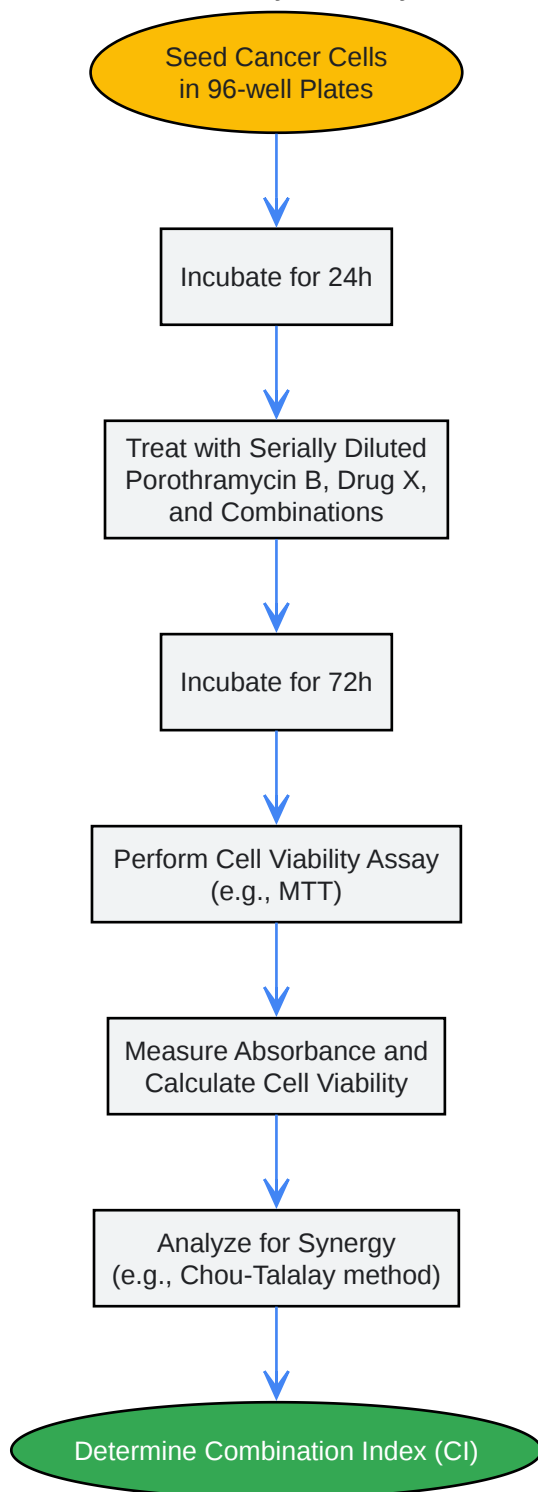 Seed Cancer Cells
in 96-well Plates
Incubate for 24h
Treat with Serially Diluted
Porothramycin B, Drug X,
and Combinations
Incubate for 72h
Perform Cell Viability Assay
(e.g., MTT)
Measure Absorbance and
Calculate Cell Viability
Analyze for Synergy
(e.g., Chou-Talalay method)
Determine Combination Index (CI)